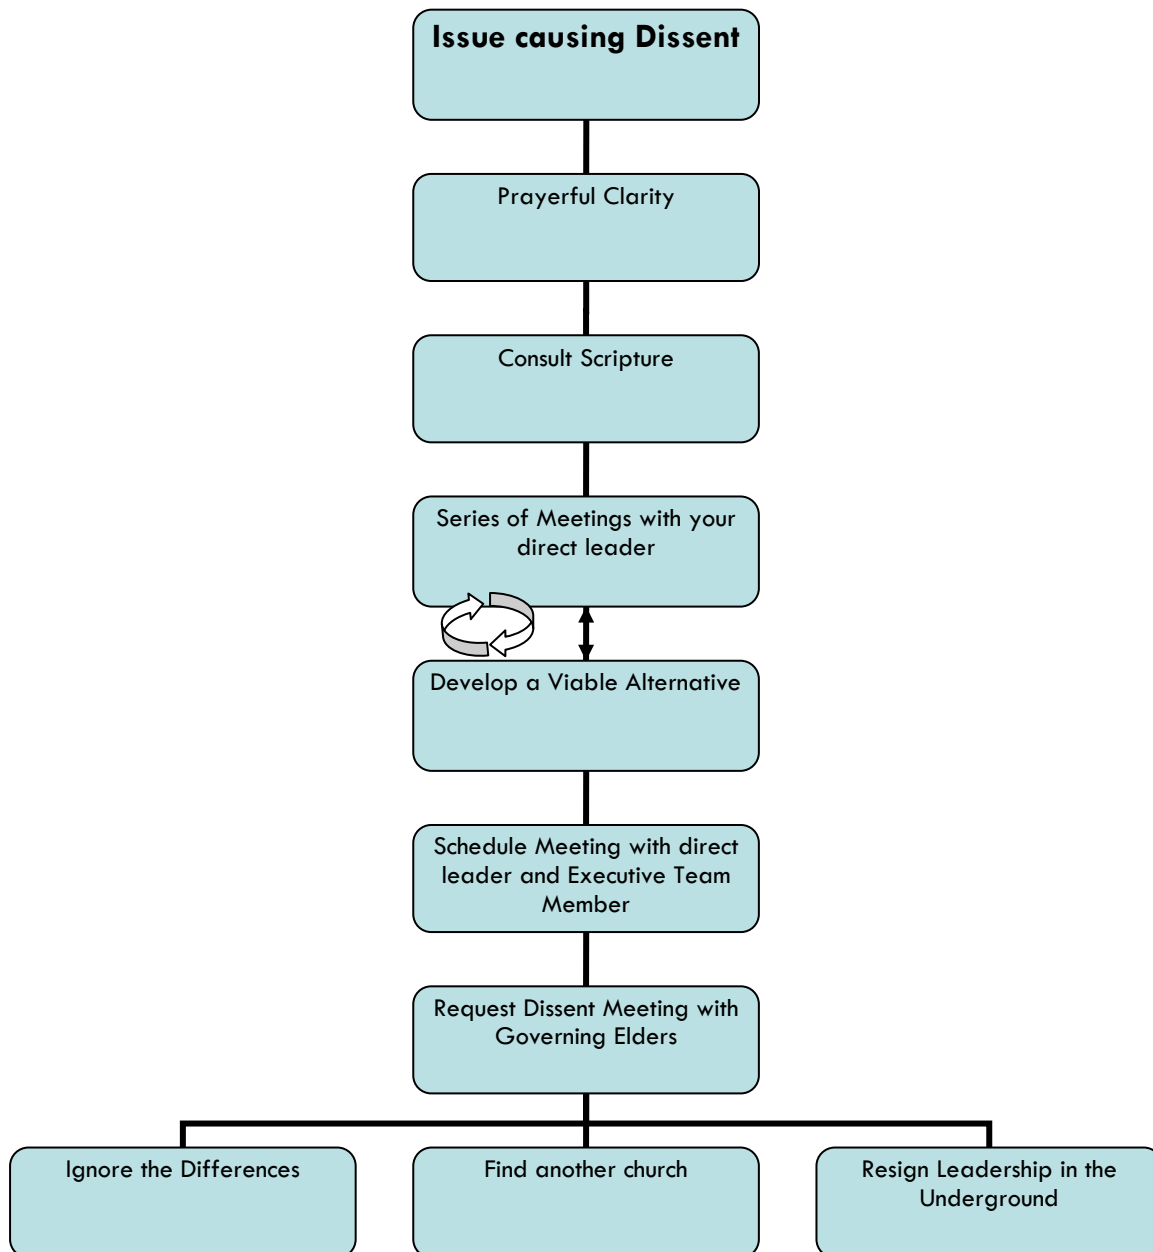 Issue causing Dissent
Prayerful Clarity
Consult Scripture
Series of Meetings with your
direct leader
Develop a Viable Alternative
Schedule Meeting with direct
leader and Executive Team
Member
Request Dissent Meeting with
Governing Elders
Ignore the Differences
Find another church
Resign Leadership in the
Underground